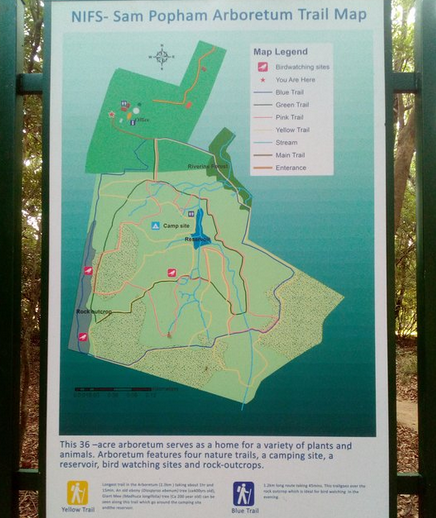 NIFS- Sam Popham Arboretum Trail Map
Map Legend
Birdwatching sites
You Are Here
Blue Trail
Green Trail
Pink Trail
Yellow Trail
Stream
Main Trail
Enterance
Office
Riverine Forest
Camp site
Reservoir
Rock outcrop
This 36 –acre arboretum serves as a home for a variety of plants and
animals. Arboretum features four nature trails, a camping site, a
reservoir, bird watching sites and rock-outcrops.
Yellow Trail
Blue Trail